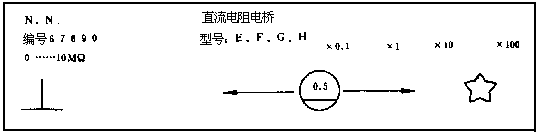 N. N.
编号67690
0 ……10MΩ
直流电阻电桥
型号: E、F、G、H
×0.1 ×1 ×10 ×100
0.5